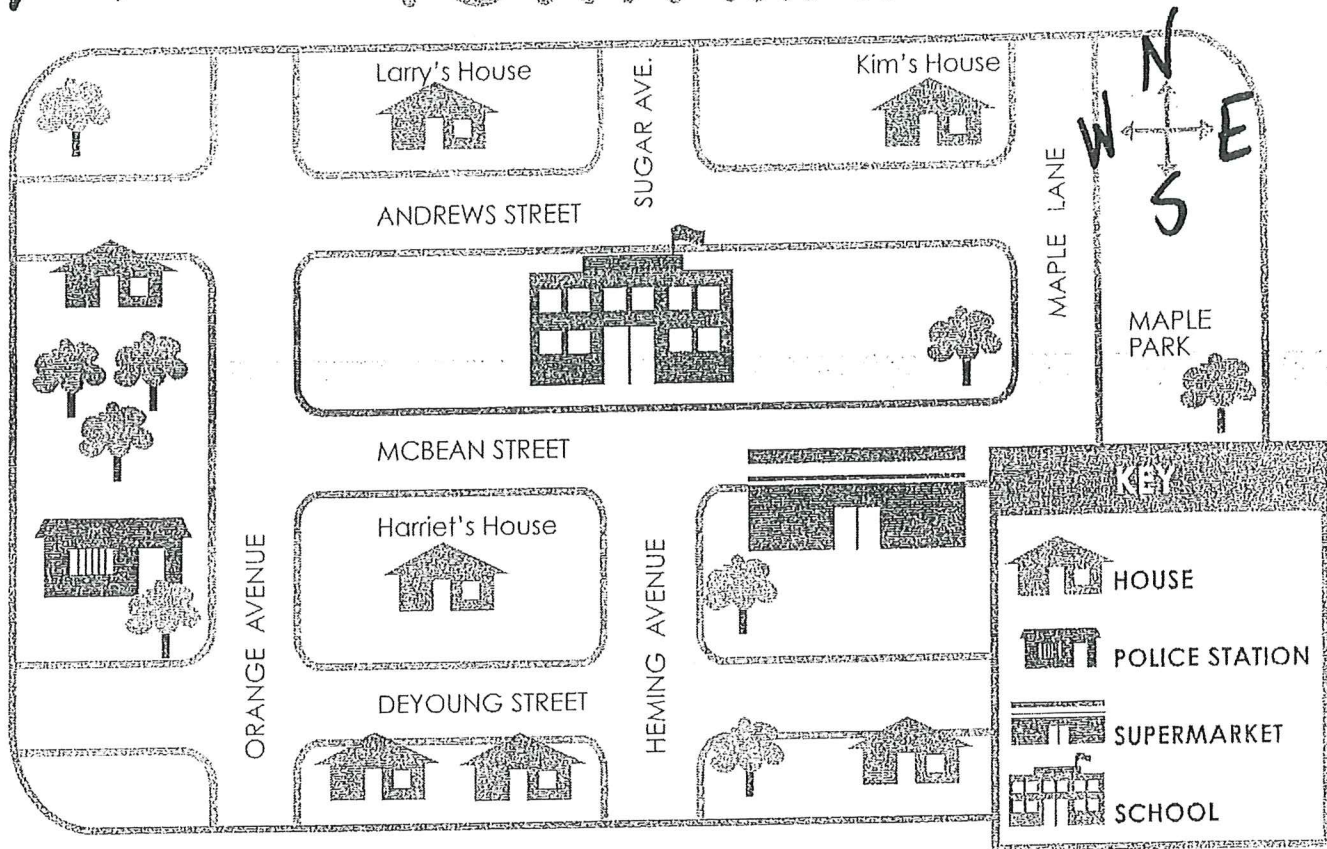 Larry's House
SUGAR AVE.
Kim's House
N
W
E
S
ANDREWS STREET
MAPLE LANE
MAPLE
PARK
MCBEAN STREET
KEY
Harriet's House
HOUSE
ORANGE AVENUE
HEMING AVENUE
POLICE STATION
DEYOUNG STREET
SUPERMARKET
SCHOOL